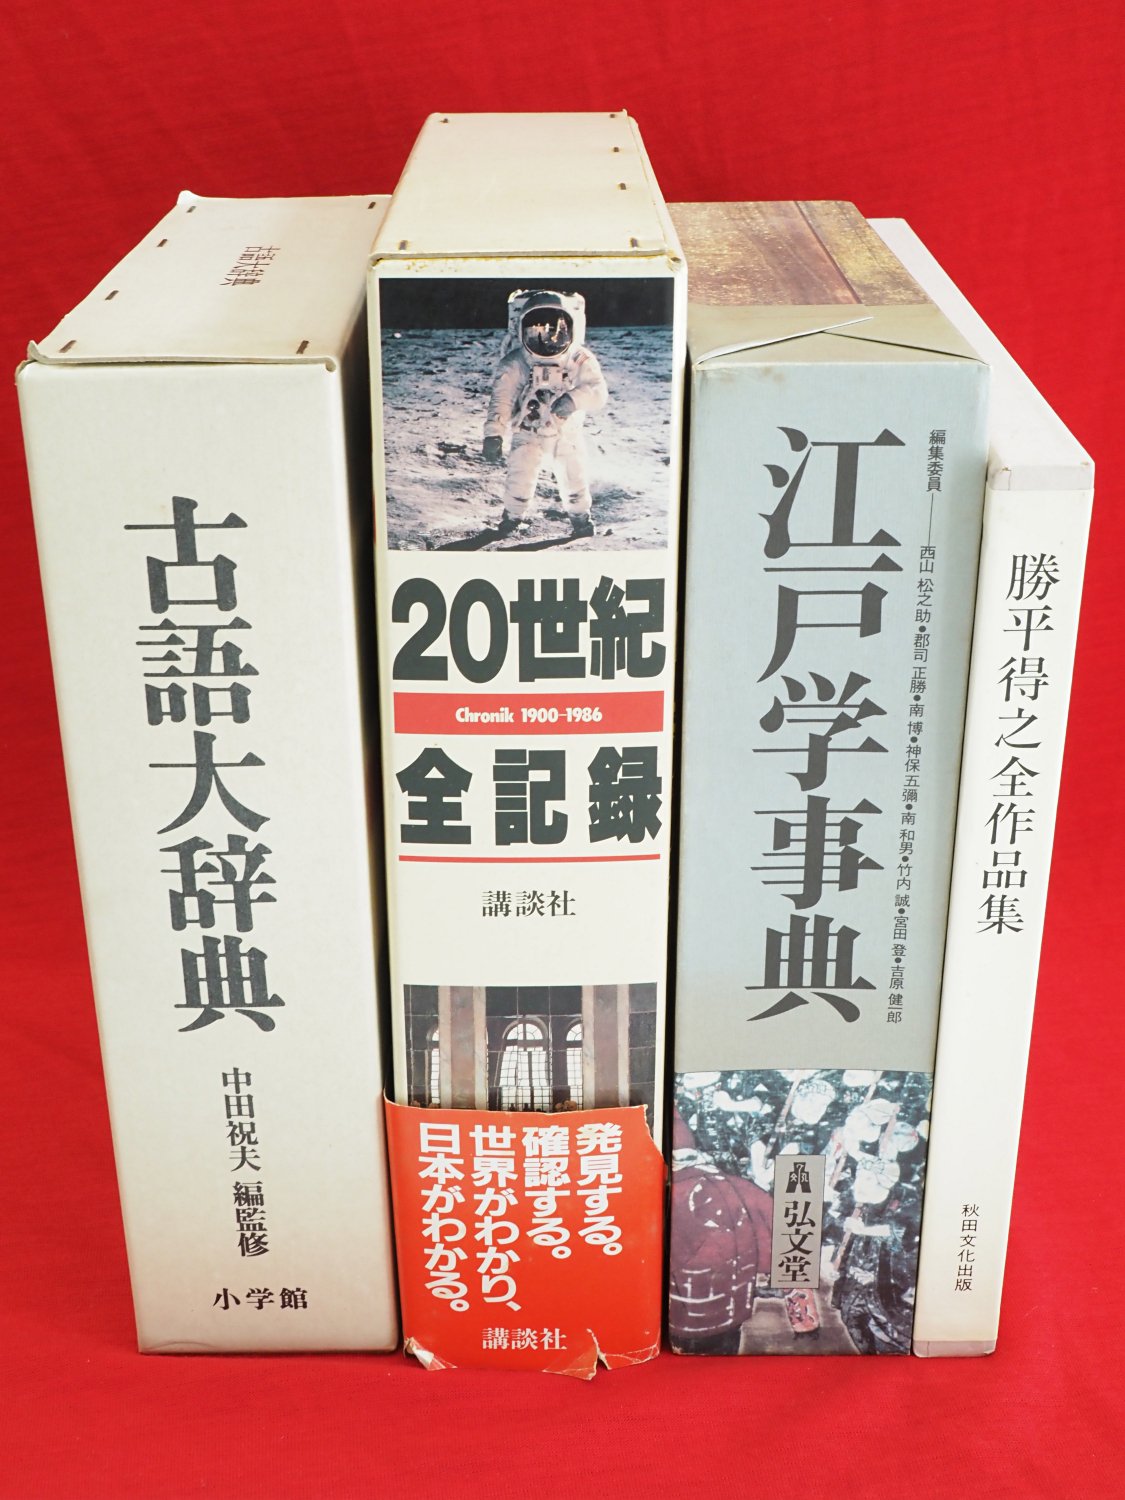 古語大辞典
古語大辞典
中田祝夫 編監修
小学館
20世紀
Chronik 1900-1986
全記録
講談社
発見する。
確認する。
世界がわかり、
日本がわかる。
講談社
江戸学事典
編集委員――西山 松之助●郡司 正勝●南 博●神保 五彌●南 和男●竹内 誠●宮田 登●吉原 健一郎
弘文堂
勝平得之全作品集
秋田文化出版